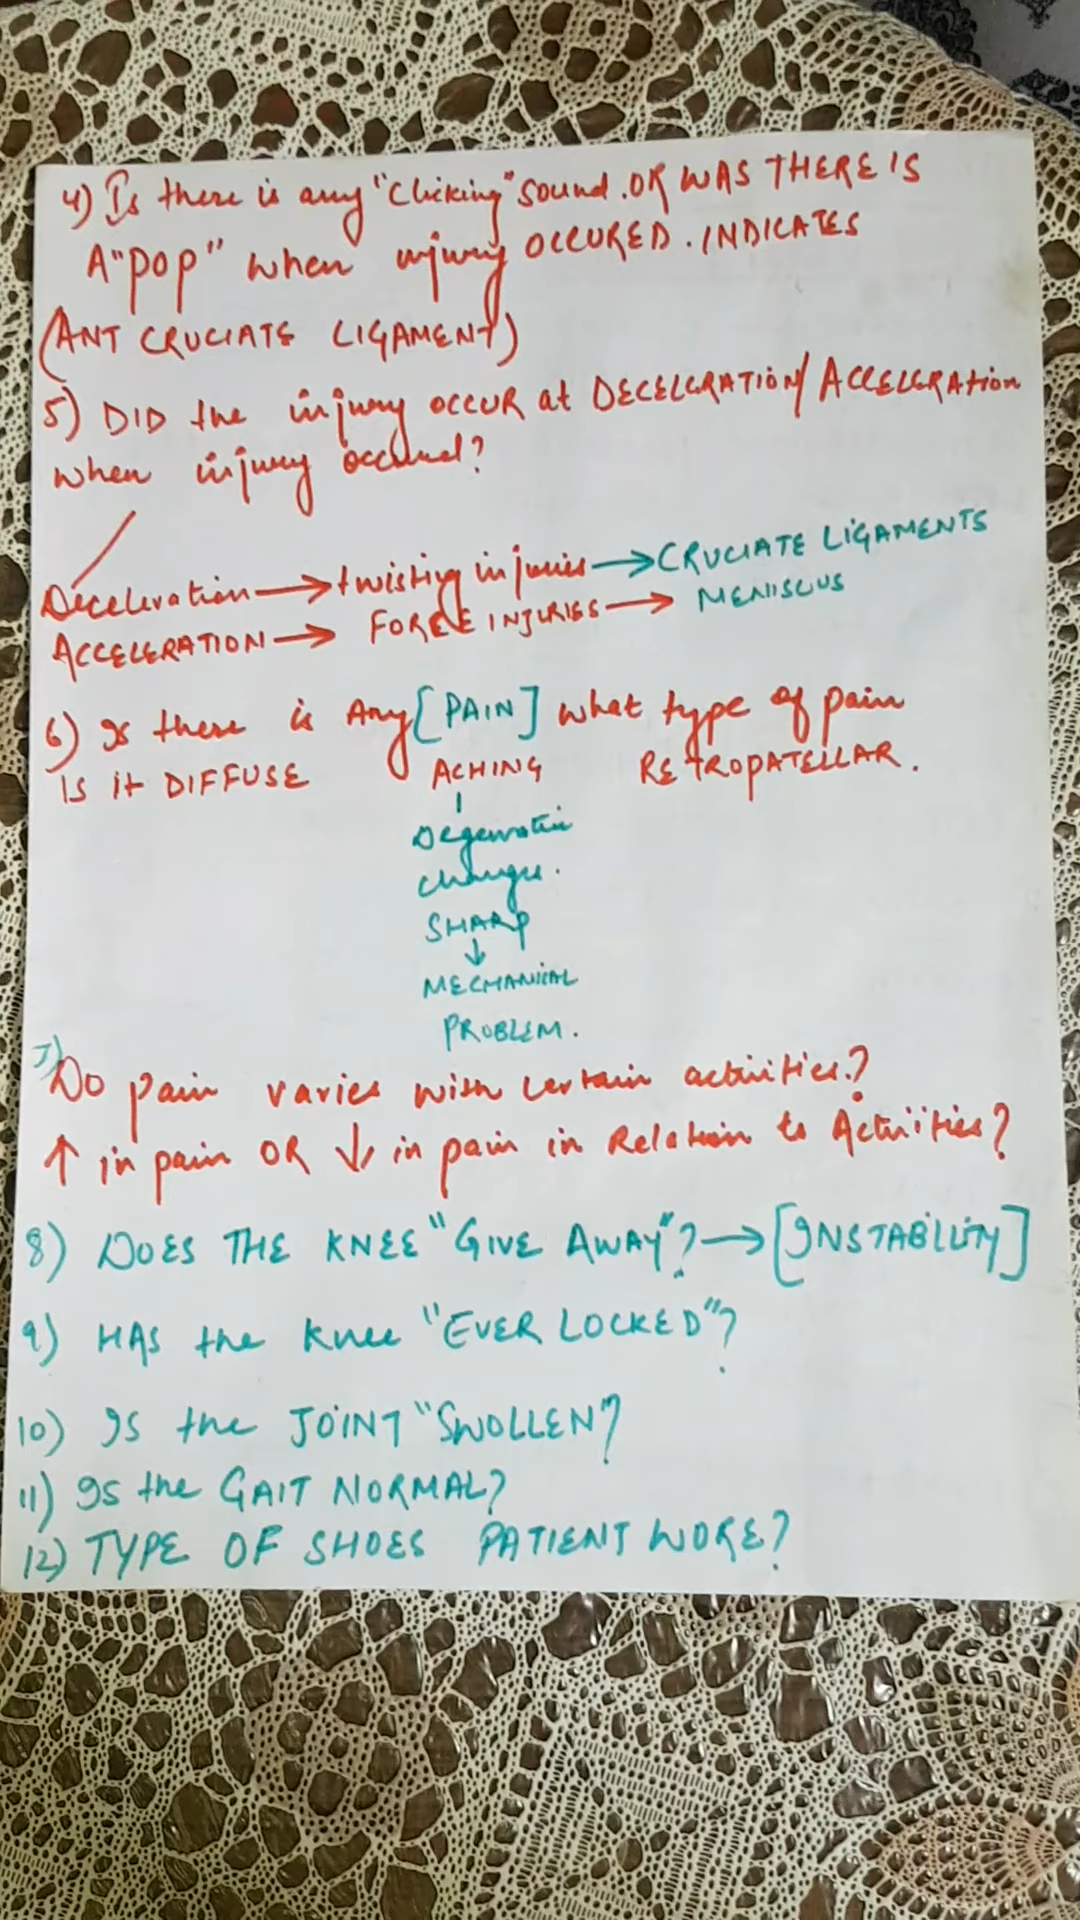 4) Is there is any "Clicking" sound. OR WAS THERE IS
A "POP" when injury OCCURED. INDICATES
(ANT CRUCIATE LIGAMENT)
5) DID the injury OCCUR at DECELERATION/ ACCELERATION
when injury occured?
Deceleration → twisting injuries → CRUCIATE LIGAMENTS
ACCELERATION → FORCE INJURIES → MENISCUS
6) Is there is Any [PAIN] what type of pain
IS it DIFFUSE ACHING RETROPATELLAR.
Degenerative
changes.
SHARP
↓
MECHANICAL
PROBLEM.
7) Do pain varies with certain activities?
↑ in pain OR ↓ in pain in Relation to Activities?
8) DOES THE KNEE "GIVE AWAY"? → [INSTABILITY]
9) HAS the Knee "EVER LOCKED"?
10) IS the JOINT "SWOLLEN"?
11) Is the GAIT NORMAL?
12) TYPE OF SHOES PATIENT WORE?